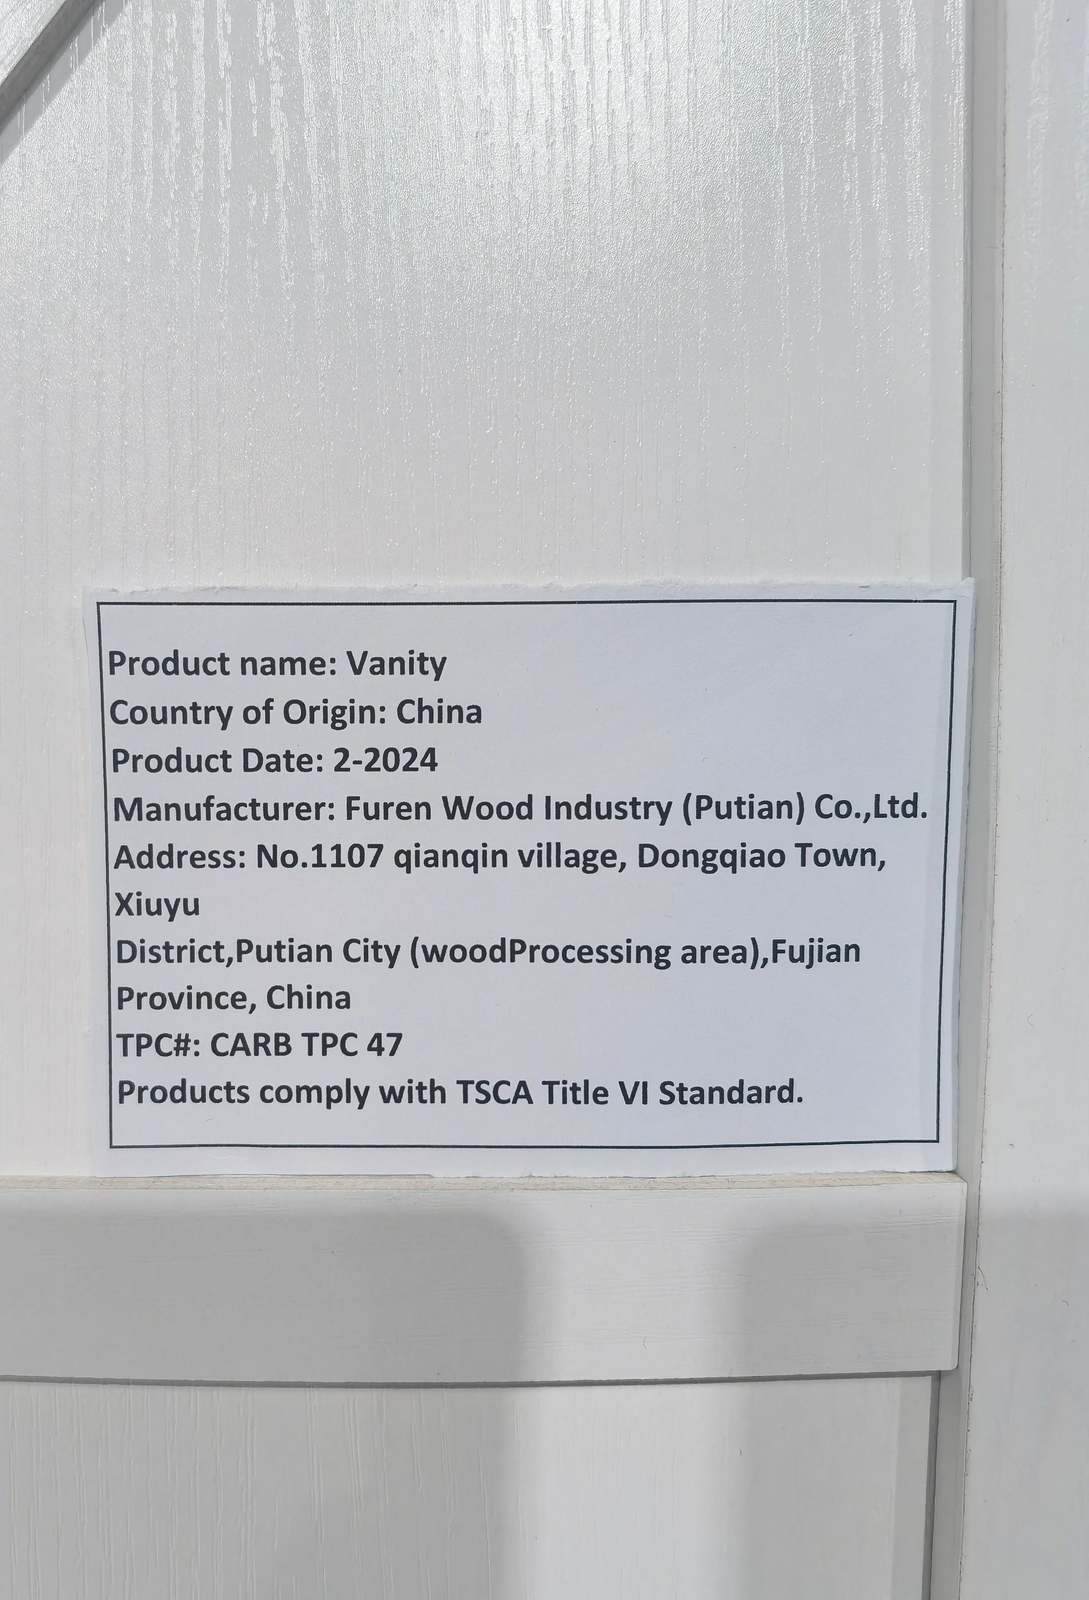 Product name: Vanity
Country of Origin: China
Product Date: 2-2024
Manufacturer: Furen Wood Industry (Putian) Co.,Ltd.
Address: No.1107 qianqin village, Dongqiao Town,
Xiuyu
District,Putian City (woodProcessing area),Fujian
Province, China
TPC#: CARB TPC 47
Products comply with TSCA Title VI Standard.